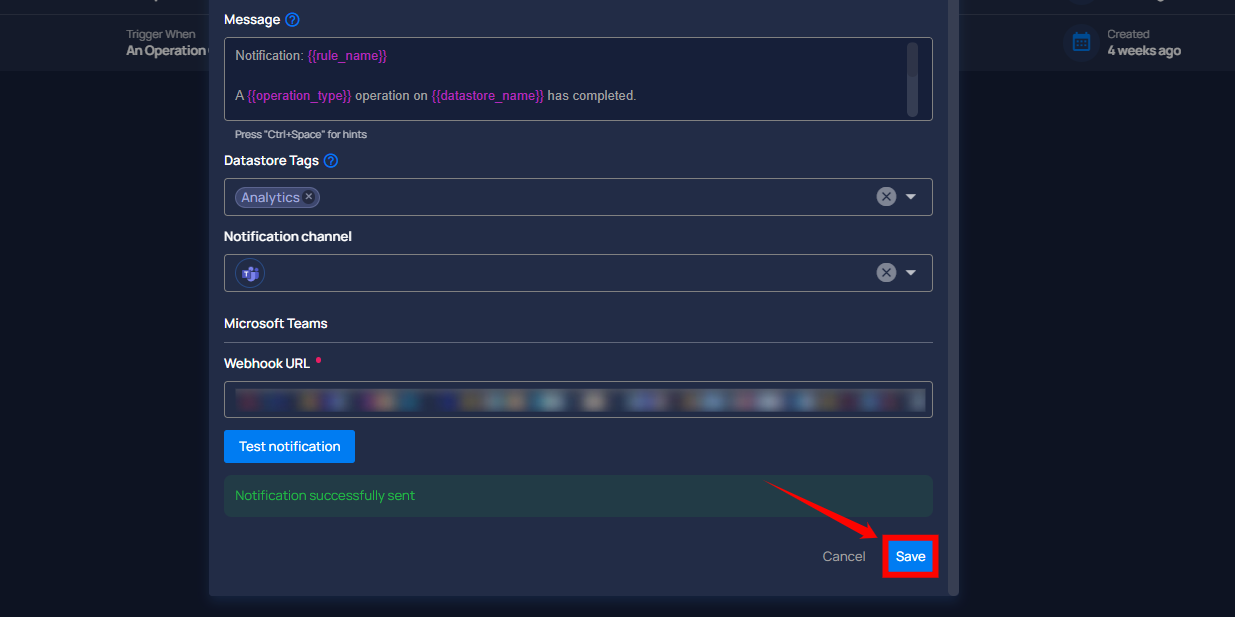 Trigger When
An Operation
Created
4 weeks ago
Message
Notification: {{rule_name}}
A {{operation_type}} operation on {{datastore_name}} has completed.
Press "Ctrl+Space" for hints
Datastore Tags
Analytics
Notification channel
Microsoft Teams
Webhook URL
Test notification
Notification successfully sent
Cancel
Save